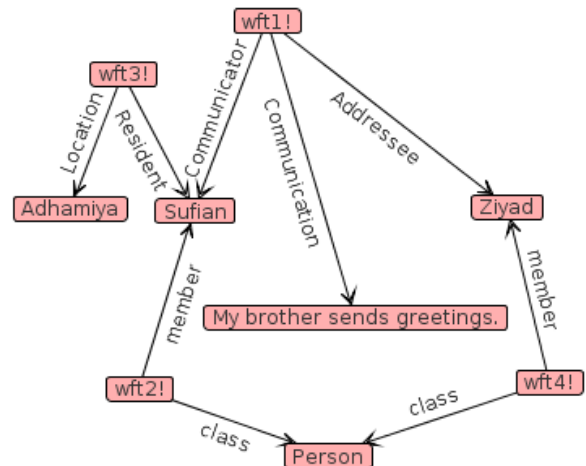 wft1!
wft3!
Location
Resident
Communicator
Communication
Addressee
Adhamiya
Sufian
Ziyad
member
member
My brother sends greetings.
wft2!
wft4!
class
class
Person